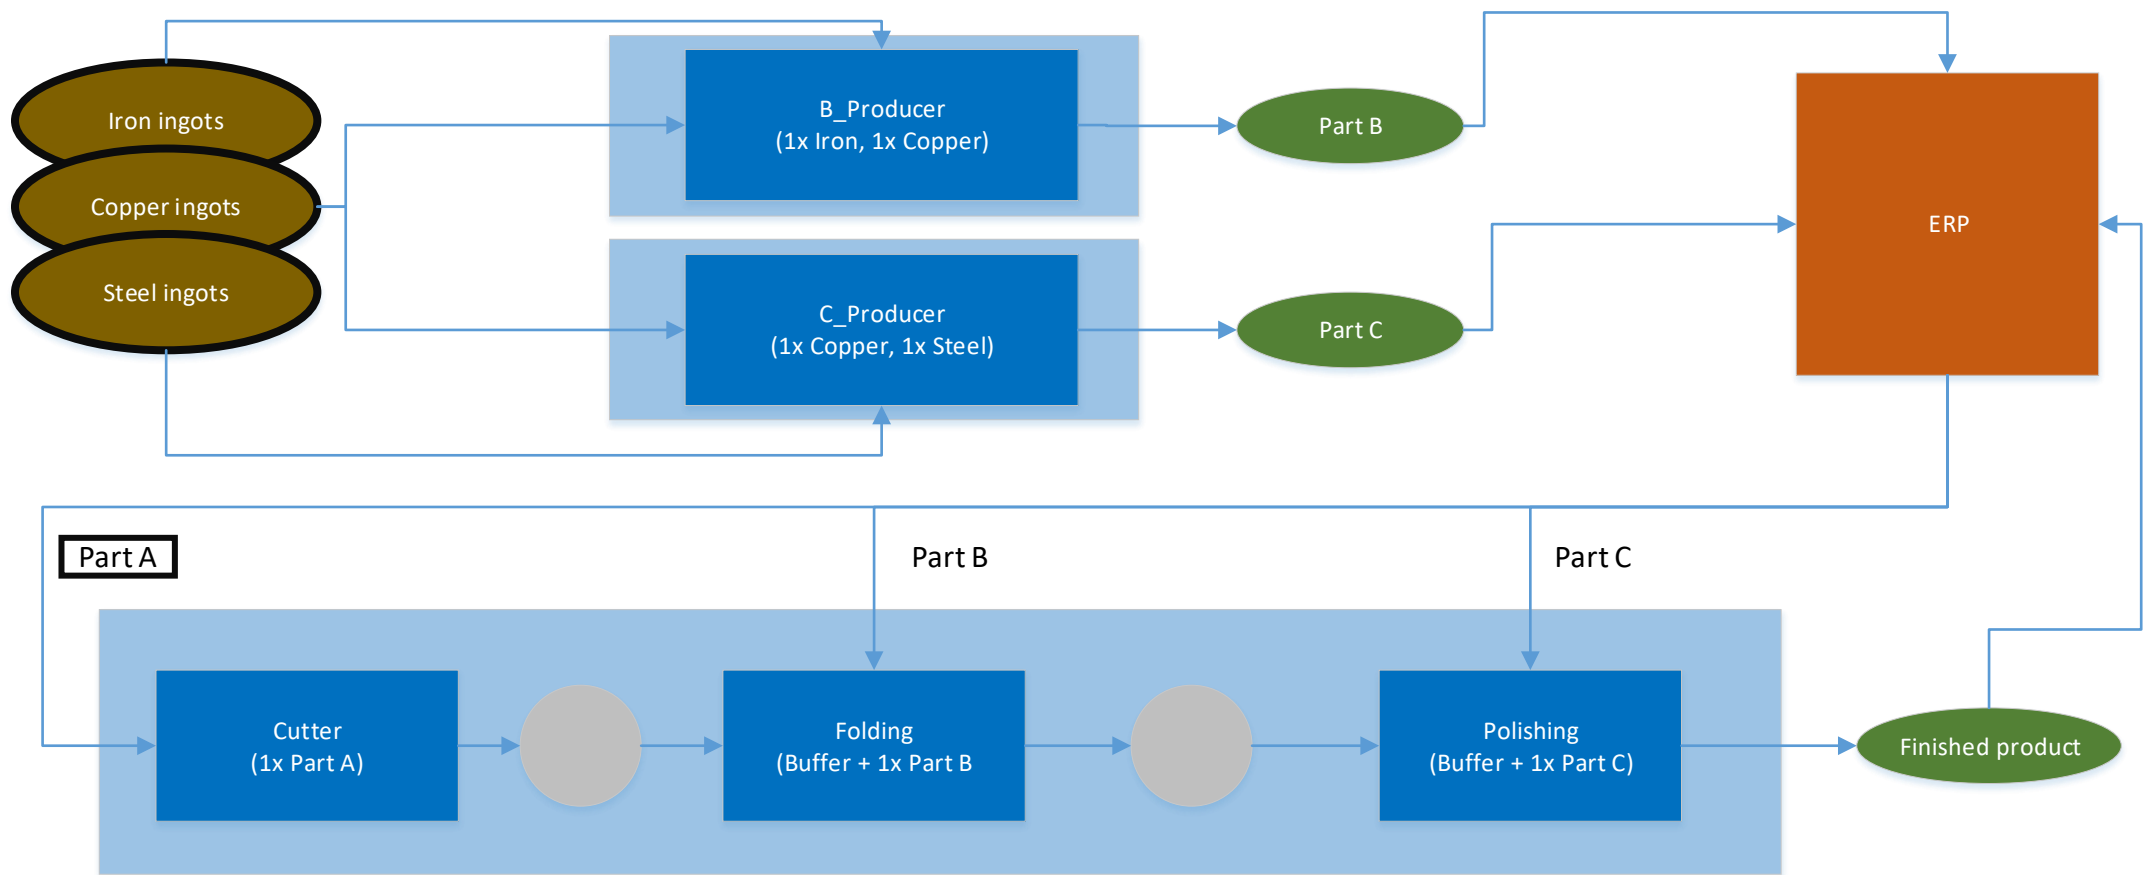 Iron ingots
Copper ingots
Steel ingots
B_Producer
(1x Iron, 1x Copper)
C_Producer
(1x Copper, 1x Steel)
Part B
Part C
ERP
Part A
Part B
Part C
Cutter
(1x Part A)
Folding
(Buffer + 1x Part B
Polishing
(Buffer + 1x Part C)
Finished product